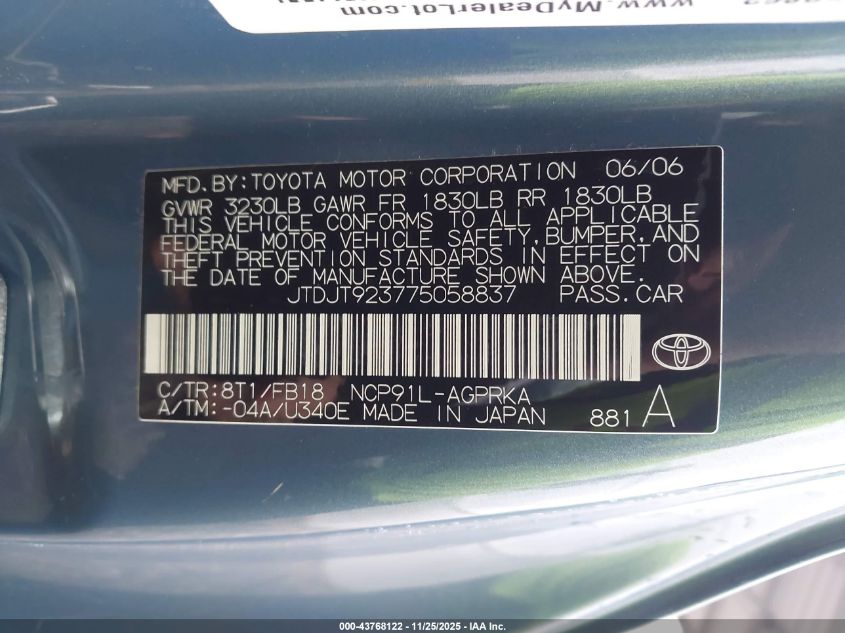 www.MyDealerLot.com
MFD. BY: TOYOTA MOTOR CORPORATION 06/06
GVWR 3230LB GAWR FR 1830LB RR 1830LB
THIS VEHICLE CONFORMS TO ALL APPLICABLE
FEDERAL MOTOR VEHICLE SAFETY, BUMPER, AND
THEFT PREVENTION STANDARDS IN EFFECT ON
THE DATE OF MANUFACTURE SHOWN ABOVE.
JTDJT923775058837 PASS.CAR
C/TR:8T1/FB18 NCP91L-AGPRKA
A/TM:-04A/U340E MADE IN JAPAN 881 A
000-43768122 - 11/25/2025 - IAA Inc.